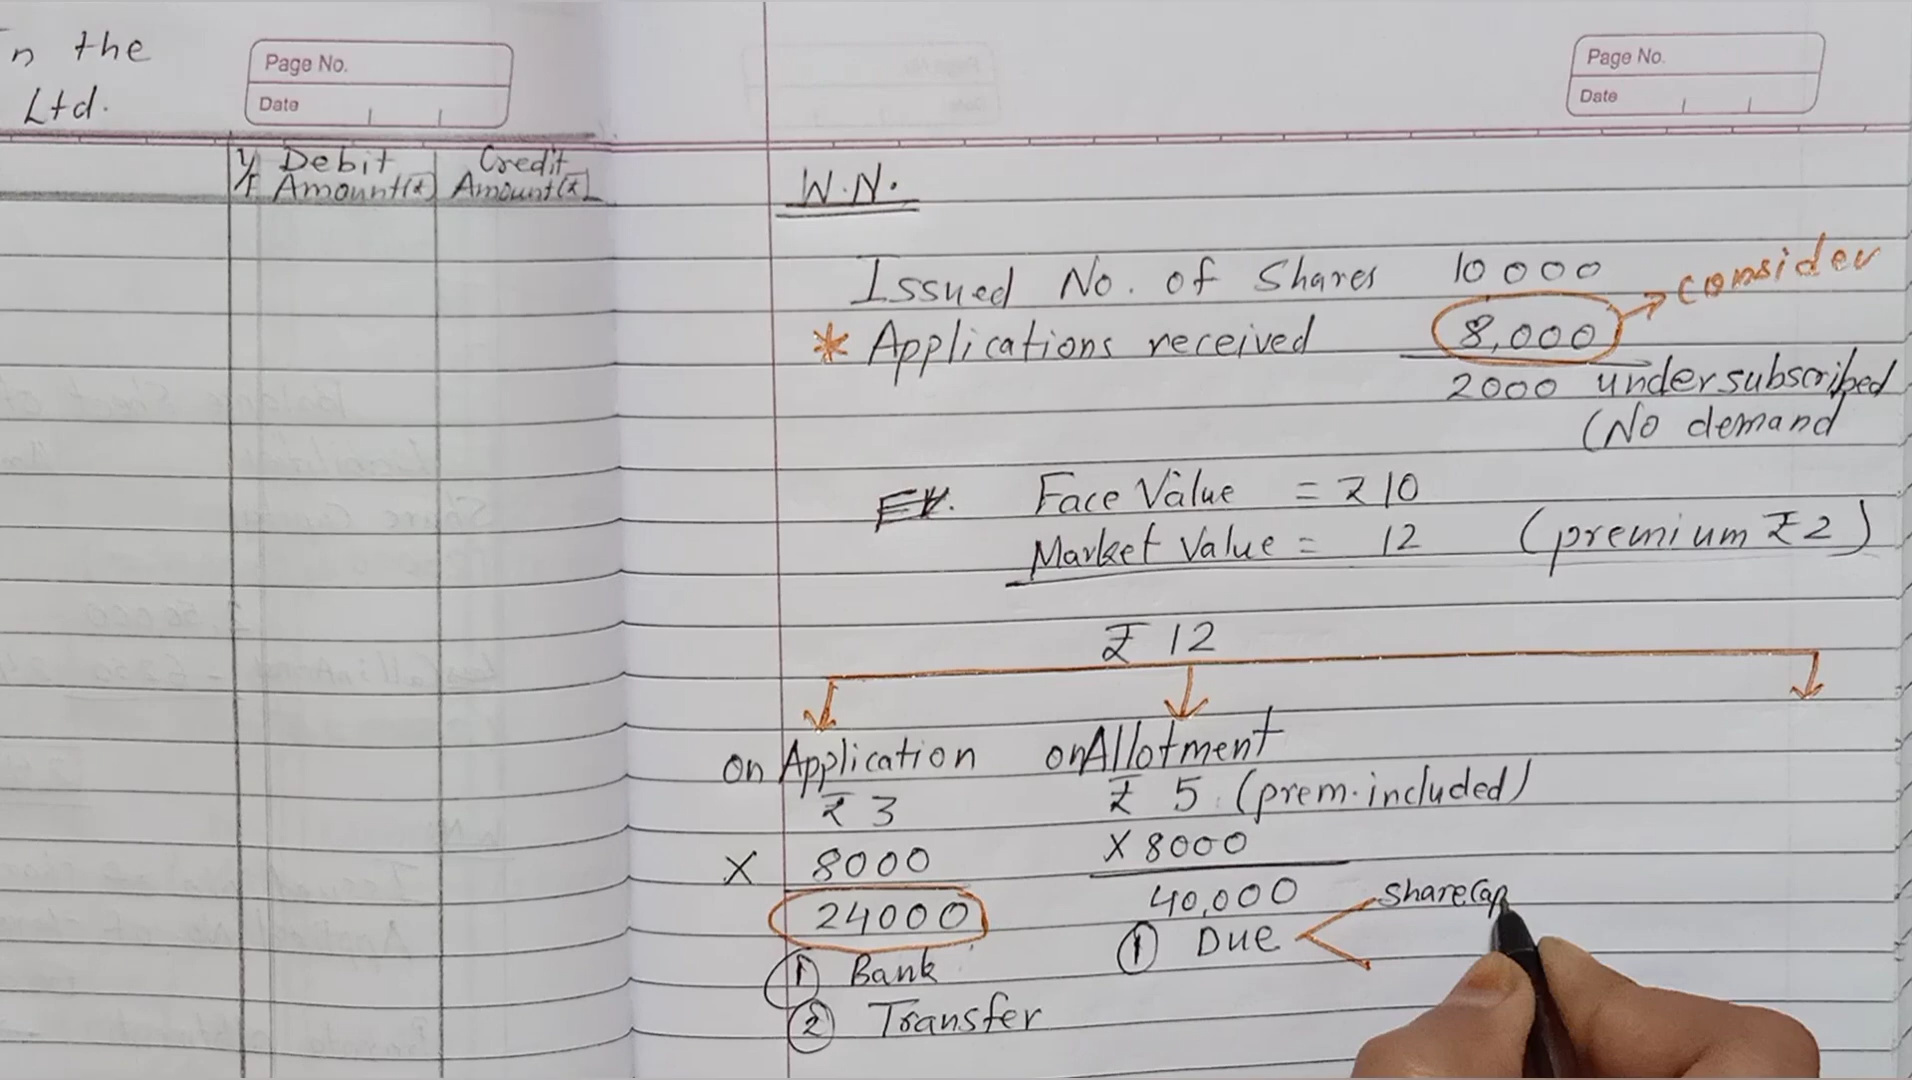 n the
Ltd.
Page No.
Date
Debit Amount(₹)
Credit Amount(₹)
Page No.
Date
W.N.
Issued No. of Shares 10000
* Applications received 8,000 → consider
2000 undersubscribed
(No demand
Face Value = ₹10
Market Value = 12 (premium ₹2)
₹ 12
on Application
₹ 3
X 8000
24000
① Bank
② Transfer
on Allotment
₹ 5 (prem. included)
X 8000
40,000
① Due
Share Cap